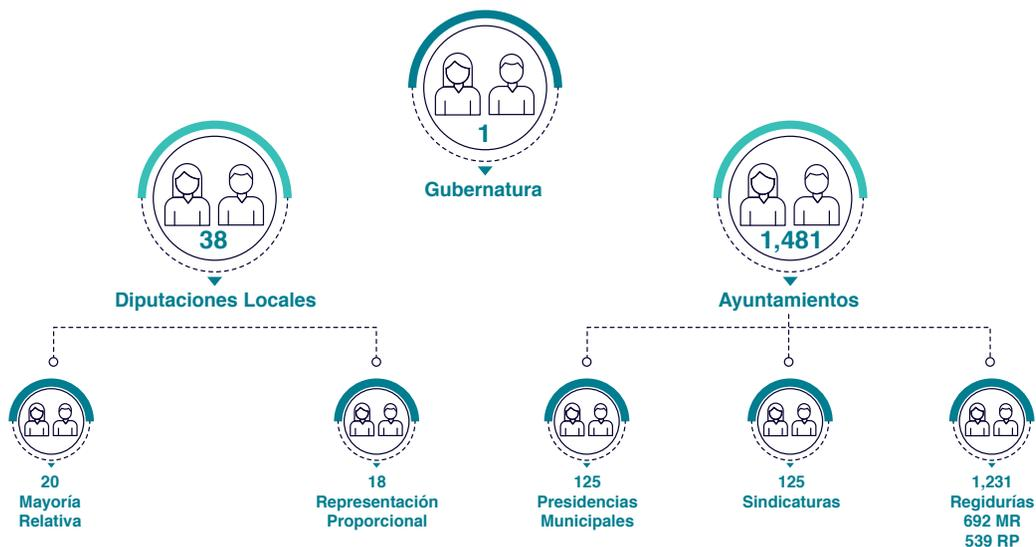 1
Gubernatura
38
Diputaciones Locales
1,481
Ayuntamientos
20
Mayoría
Relativa
18
Representación
Proporcional
125
Presidencias
Municipales
125
Sindicaturas
1,231
Regidurías
692 MR
539 RP